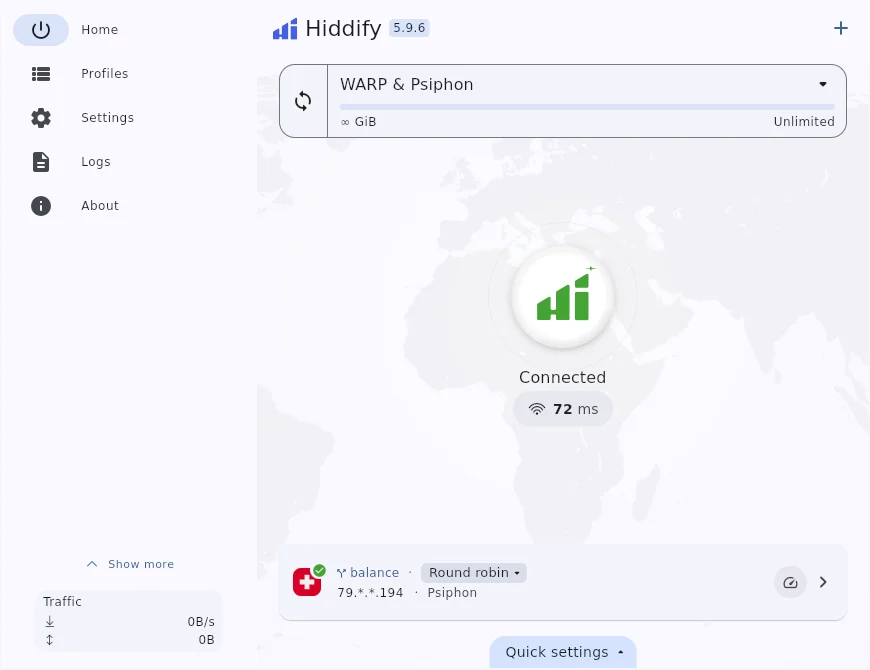 Home
Profiles
Settings
Logs
About
Show more
Traffic
0B/s
0B
Hiddify 5.9.6
WARP & Psiphon
∞ GiB Unlimited
Connected
72 ms
balance · Round robin
79.*.*.194 · Psiphon
Quick settings